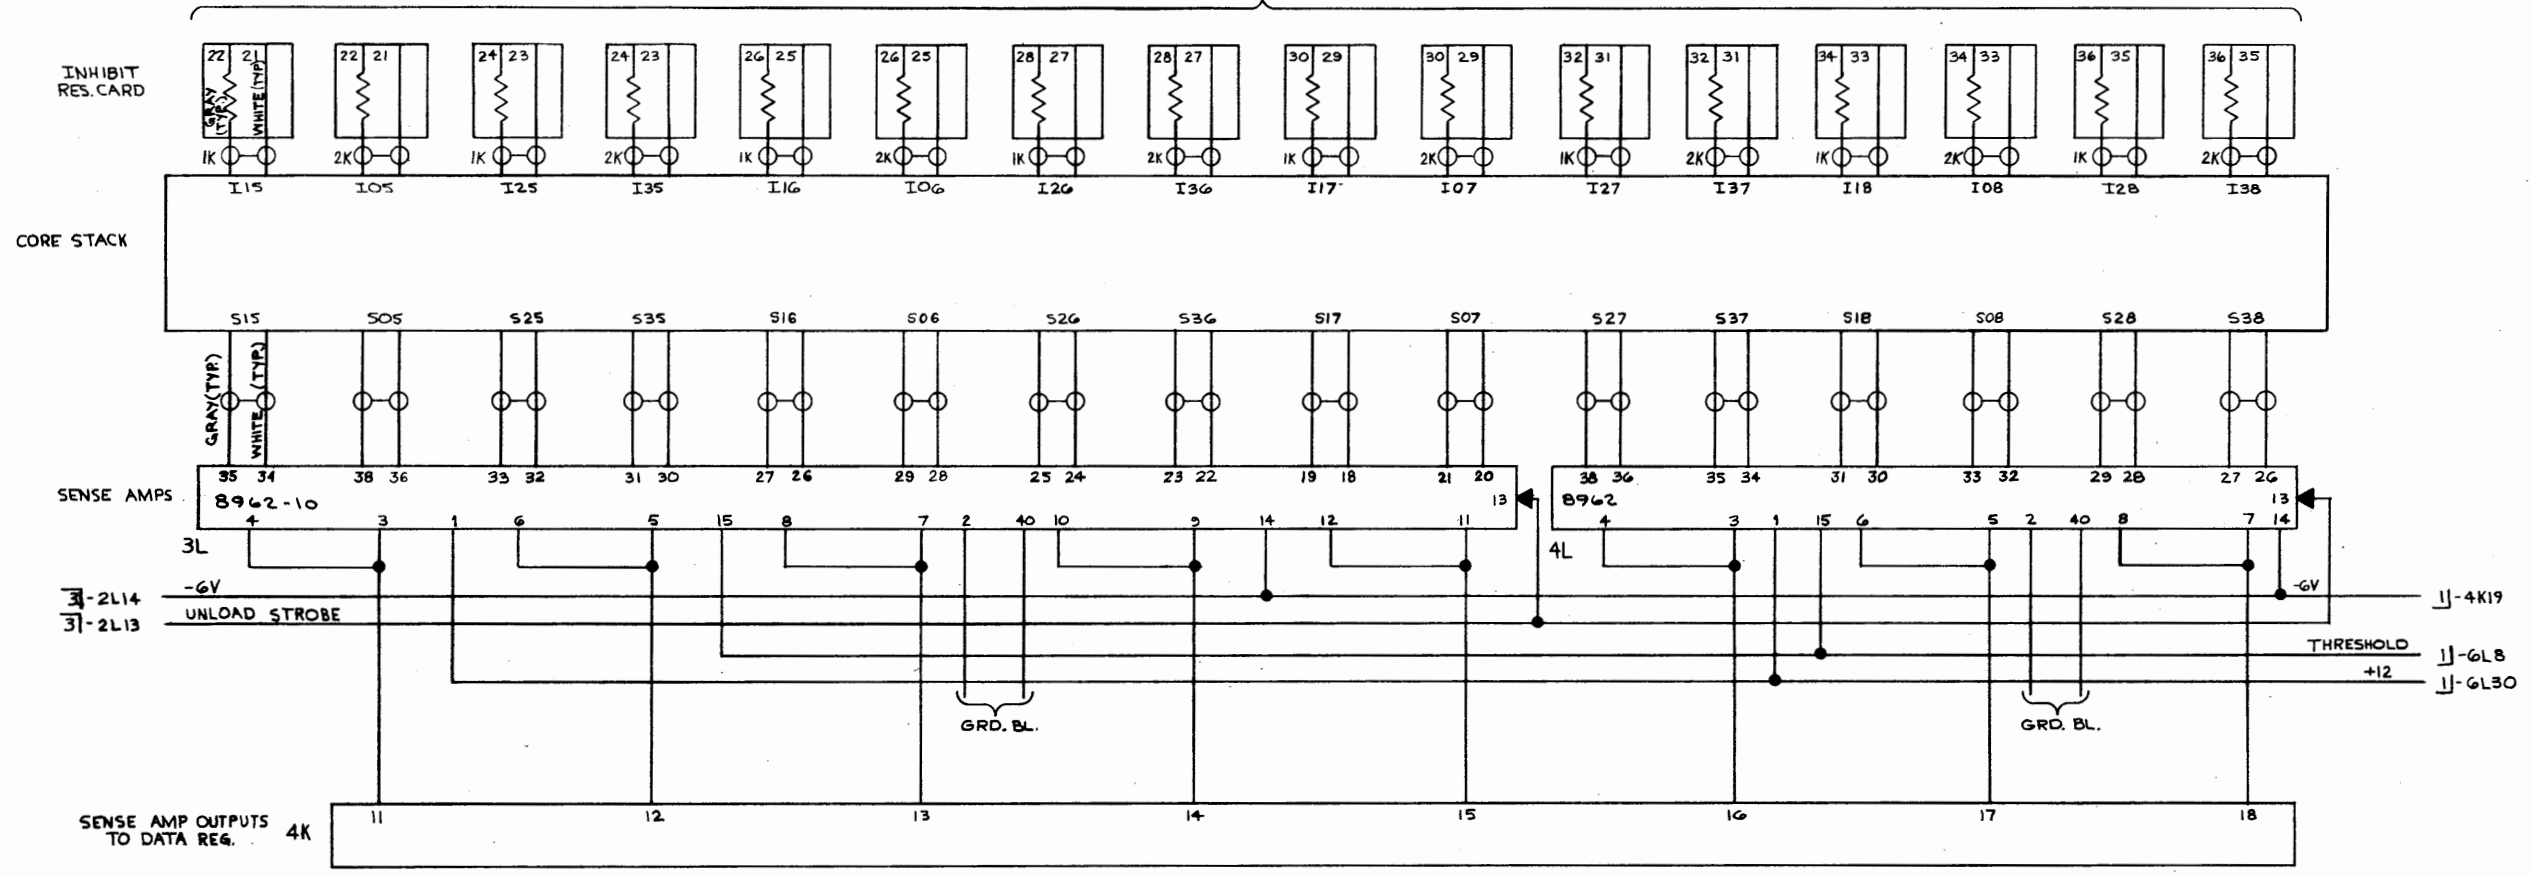 INHIBIT
RES. CARD
22 21 22 21 24 23 24 23 26 25 26 25 28 27 28 27 30 29 30 29 32 31 32 31 34 33 34 33 36 35 36 35
GRAY (TYP.) WHITE (TYP)
1K 2K 1K 2K 1K 2K 1K 2K 1K 2K 1K 2K 1K 2K 1K 2K
I15 I05 I25 I35 I16 I06 I26 I36 I17 I07 I27 I37 I18 I08 I28 I38
CORE STACK
S15 S05 S25 S35 S16 S06 S26 S36 S17 S07 S27 S37 S18 S08 S28 S38
GRAY (TYP.) WHITE (TYP.)
35 34 38 36 33 32 31 30 27 26 29 28 25 24 23 22 19 18 21 20 38 36 35 34 31 30 33 32 29 28 27 26
SENSE AMPS 8962-10 13 8962 13
4 3 1 6 5 15 8 7 2 40 10 9 14 12 11 4 3 1 15 6 5 2 40 8 7 14
3L 4L
3]-2L14 -6V -6V 1]-4K19
3]-2L13 UNLOAD STROBE
THRESHOLD 1]-6L8
+12 1]-6L30
GRD. BL. GRD. BL.
SENSE AMP OUTPUTS
TO DATA REG. 4K
11 12 13 14 15 16 17 18